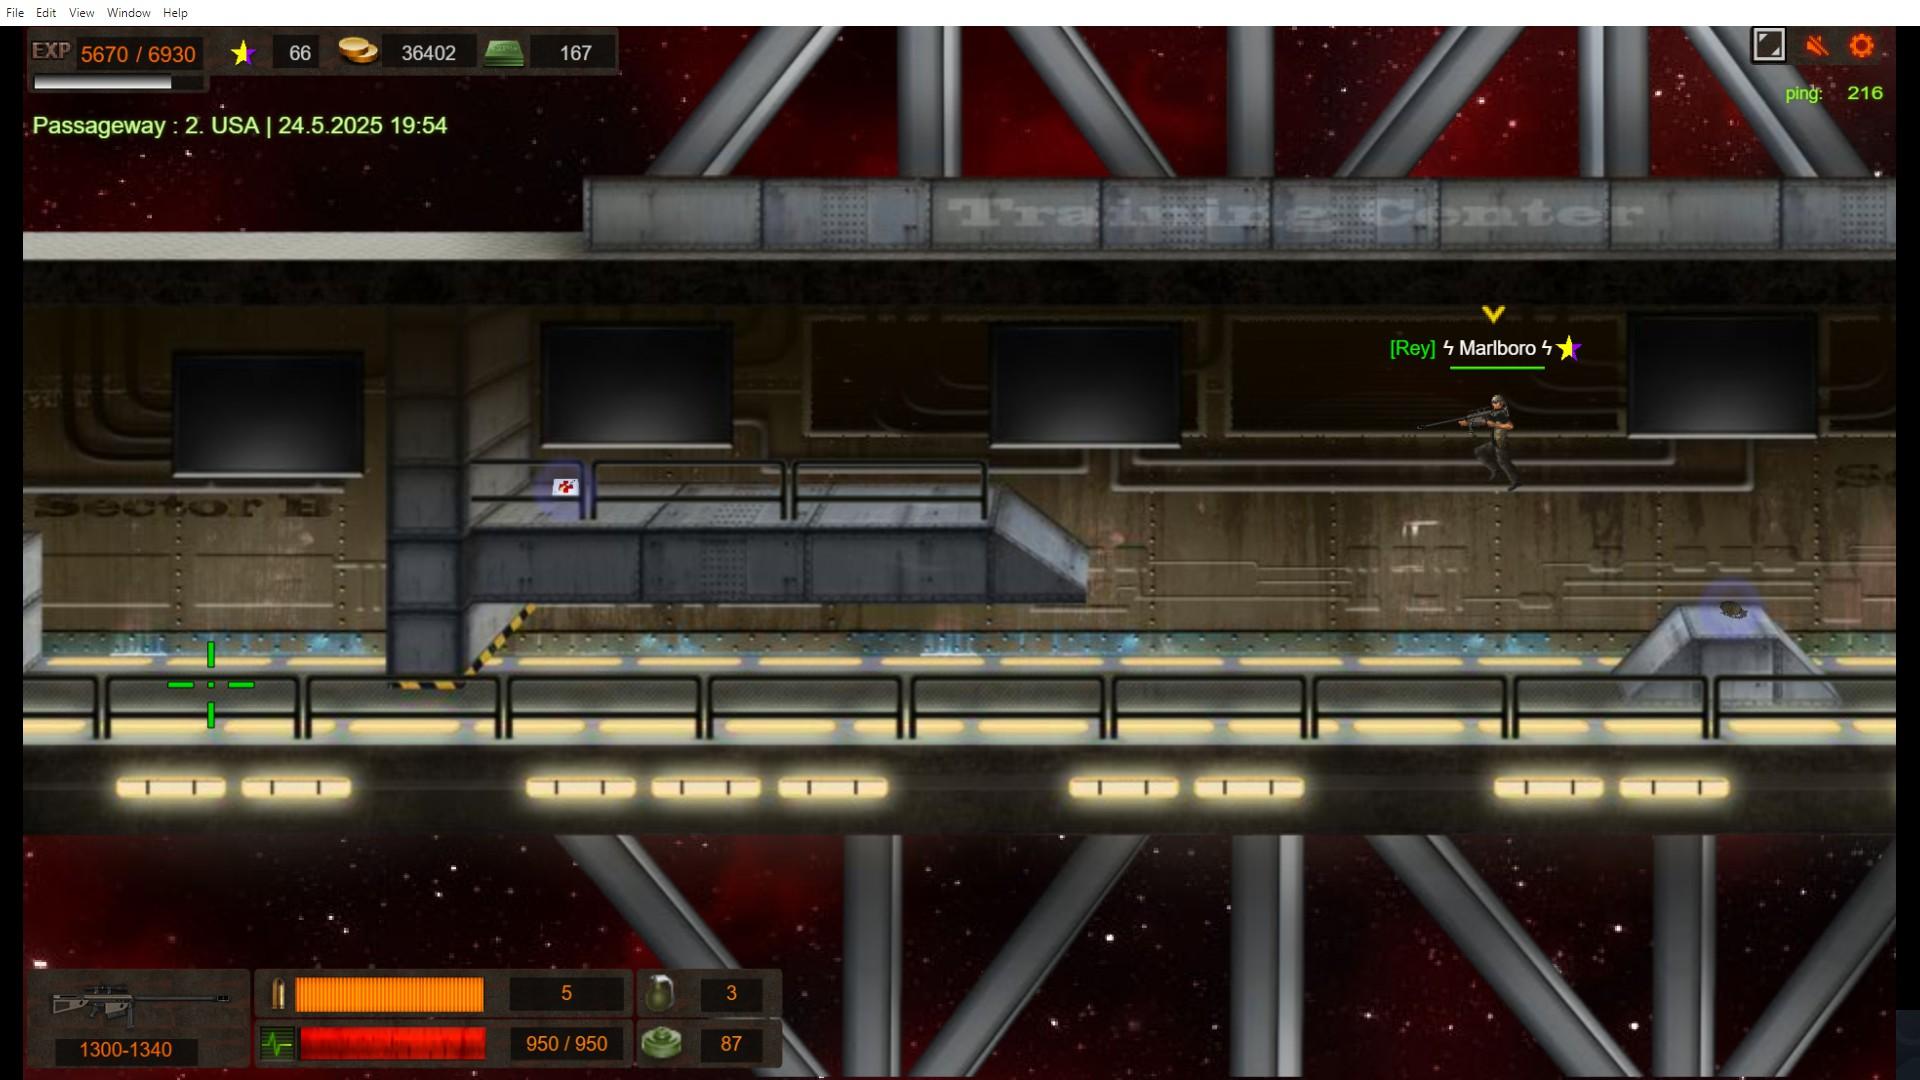 File Edit View Window Help
EXP 5670 / 6930 66 36402 167
ping: 216
Passageway : 2. USA | 24.5.2025 19:54
Training Center
[Rey] ϟ Marlboro ϟ
Sector B
5 3
1300-1340 950 / 950 87